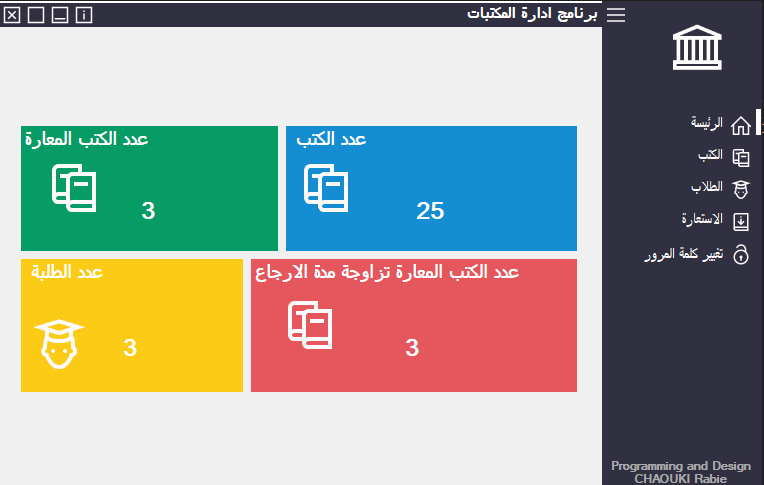 برنامج ادارة المكتبات
الرئيسة
الكتب
الطلاب
الاستعارة
تغيير كلمة المرور
عدد الكتب
25
عدد الكتب المعارة
3
عدد الكتب المعارة تزاوجة مدة الارجاع
3
عدد الطلبة
3
Programming and Design
CHAOUKI Rabie